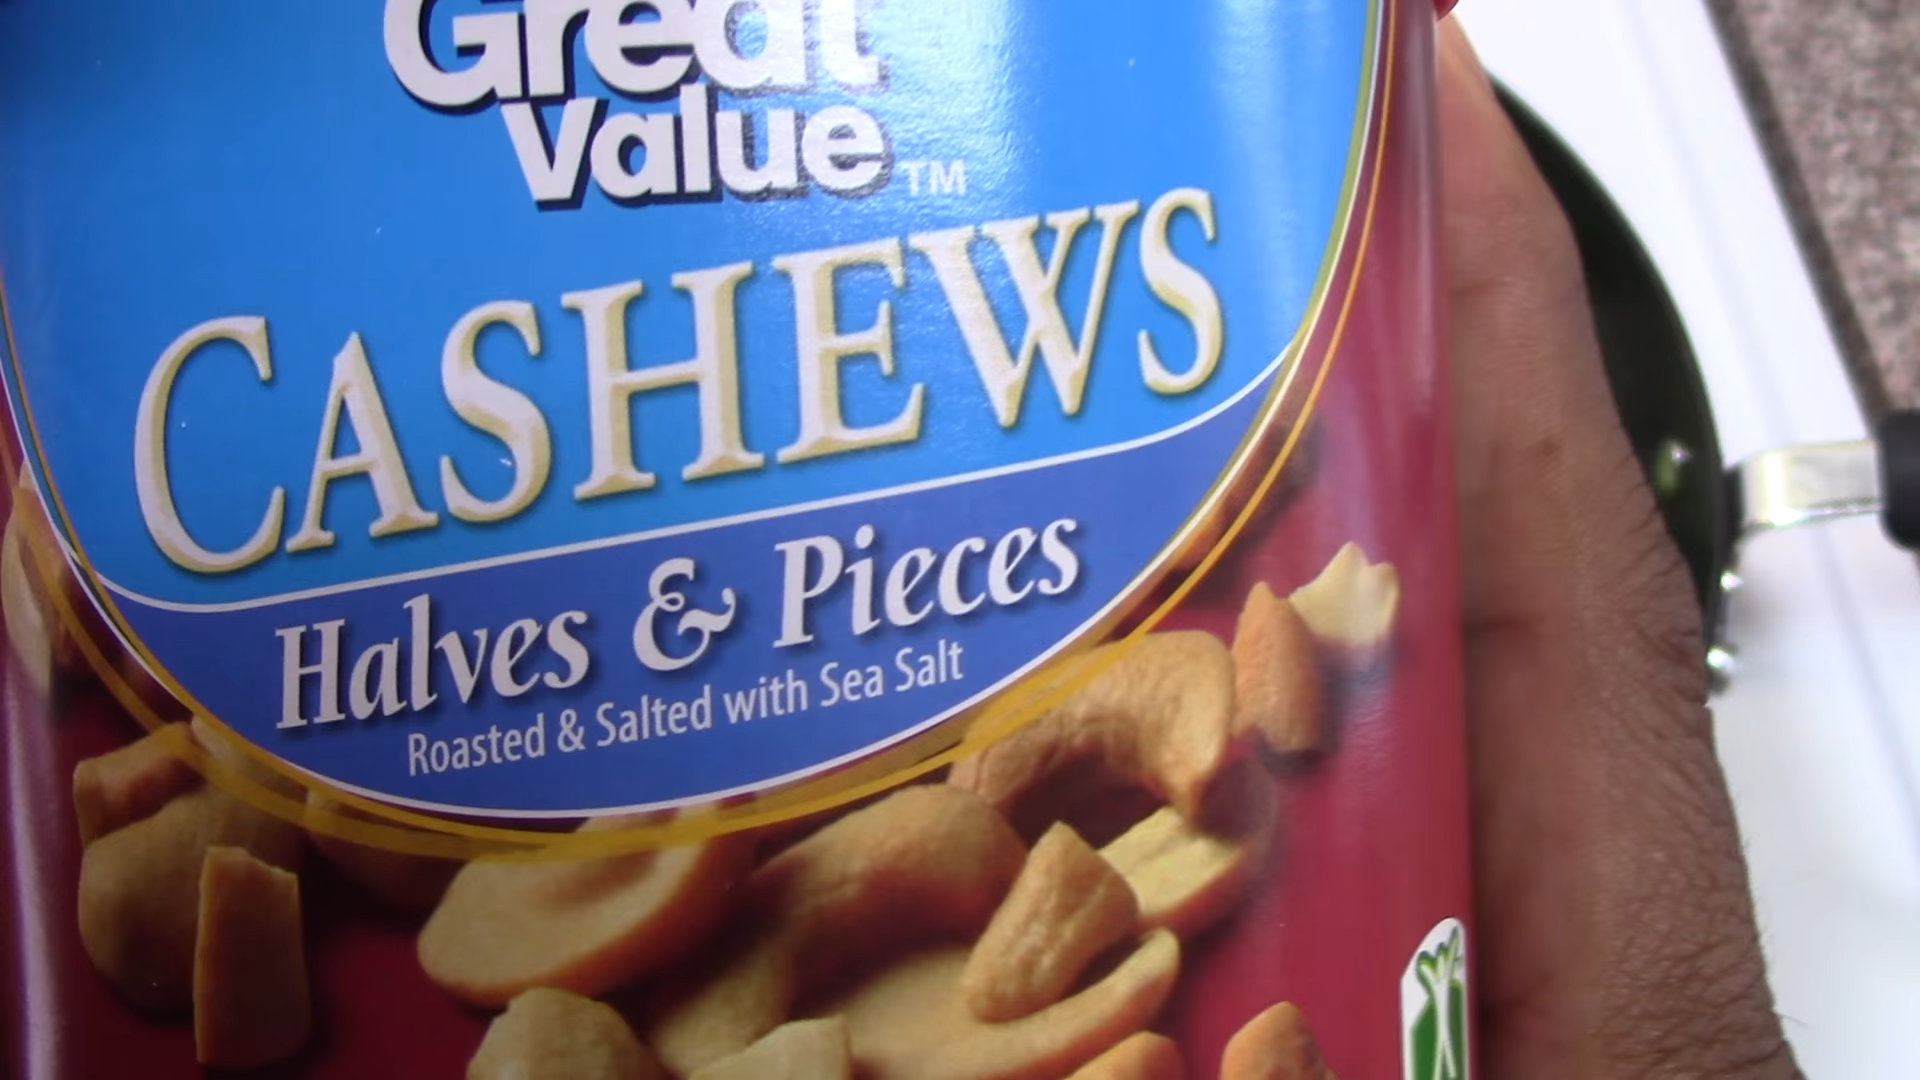 Great
Value™
CASHEWS
Halves & Pieces
Roasted & Salted with Sea Salt